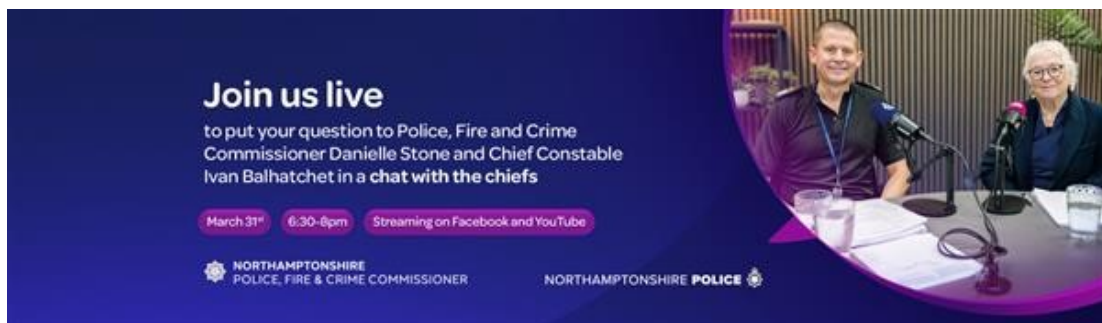 Join us live
to put your question to Police, Fire and Crime
Commissioner Danielle Stone and Chief Constable
Ivan Balhatchet in a chat with the chiefs
March 31st
6:30-8pm
Streaming on Facebook and YouTube
NORTHAMPTONSHIRE
POLICE, FIRE & CRIME COMMISSIONER
NORTHAMPTONSHIRE POLICE